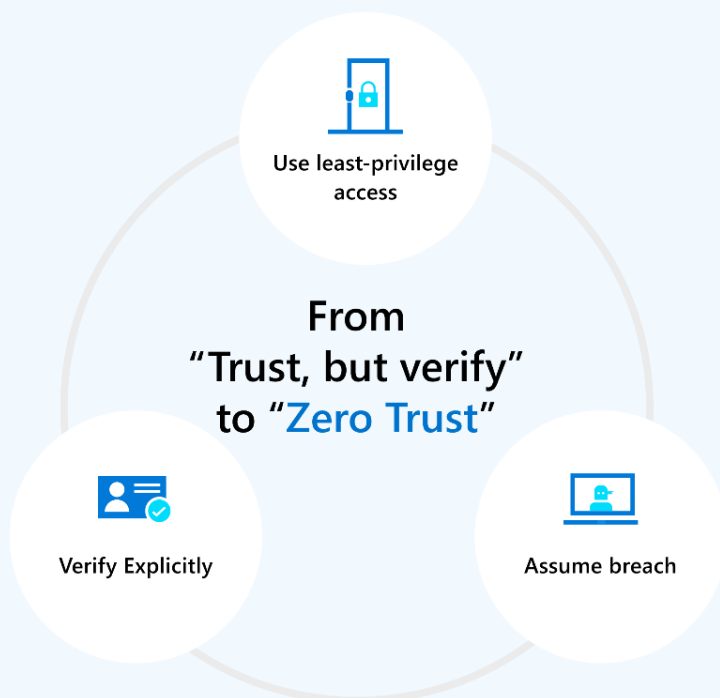 Use least-privilege
access
From
“Trust, but verify”
to “Zero Trust”
Verify Explicitly
Assume breach